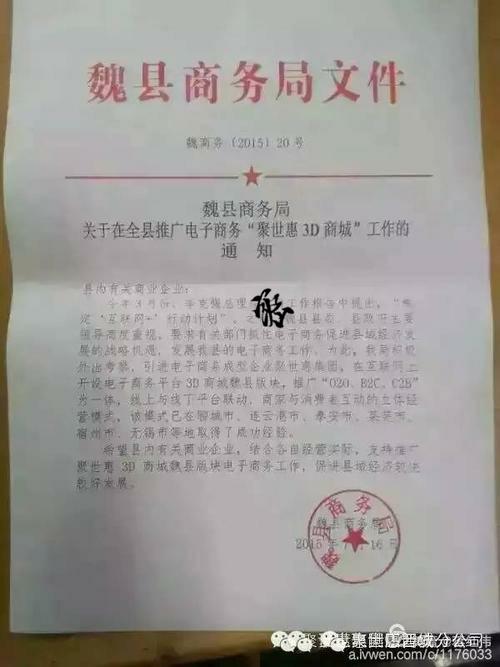 魏县商务局文件
魏商务〔2015〕20号
魏县商务局
关于在全县推广电子商务“聚世惠3D商城”工作的
通知
县内有关商业企业:
今年3月份，李克强总理 工作报告中提出，“制
定‘互联网+’行动计划”。 魏县县委、县政府主要
领导高度重视，要求有关部门抓住电子商务促进县域经济发
展的战略机遇，发展我县的电子商务工作。为此，我局积极
外出考察，引进电子商务成型企业聚世惠集团，在互联网上
开设电子商务平台3D商城魏县版块，推广“O2O、B2C、C2B”
为一体，线上与线下平台联动、商家与消费者互动的立体经
营模式，该模式已在聊城市、连云港市、泰安市、莱芜市、
宿州市、无锡市等地取得了成功经验。
希望县内有关商业企业，结合各自经营实际，支持推广
聚世惠3D商城魏县版块电子商务工作，促进县域经济较快
较好发展。
魏县商务局
2015年 月16号
魏县商务局
a.lvwen.com/c/1176033